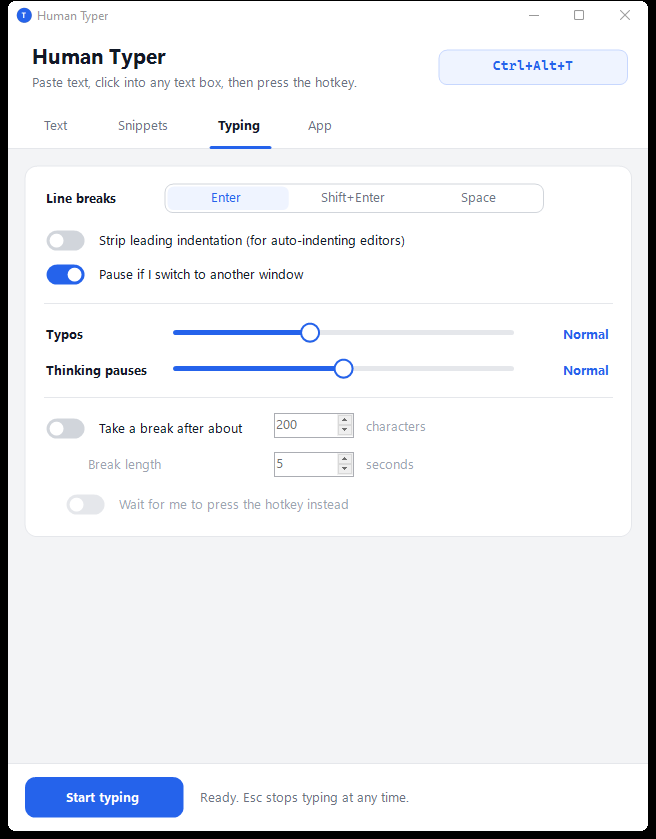 T Human Typer
Human Typer
Paste text, click into any text box, then press the hotkey.
Ctrl+Alt+T
Text Snippets Typing App
Line breaks Enter Shift+Enter Space
Strip leading indentation (for auto-indenting editors)
Pause if I switch to another window
Typos Normal
Thinking pauses Normal
Take a break after about 200 characters
Break length 5 seconds
Wait for me to press the hotkey instead
Start typing Ready. Esc stops typing at any time.